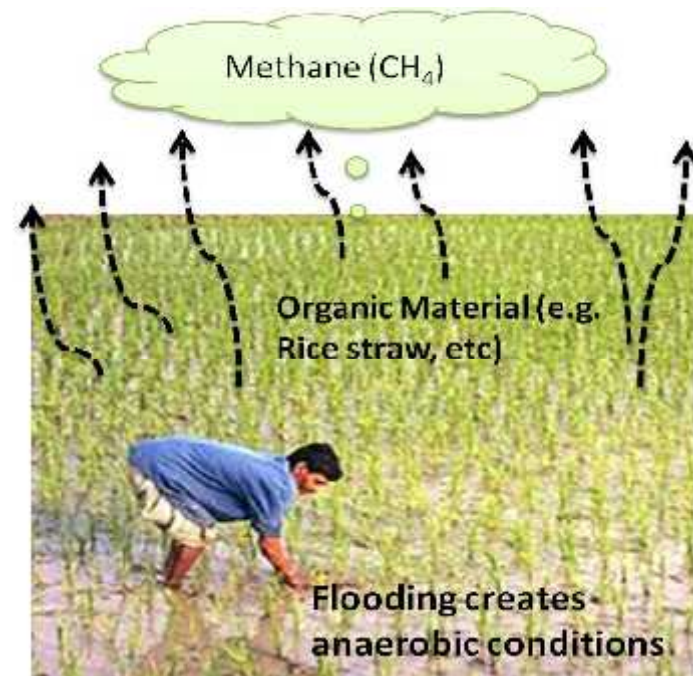 Methane (CH₄)
Organic Material (e.g.
Rice straw, etc)
Flooding creates
anaerobic conditions